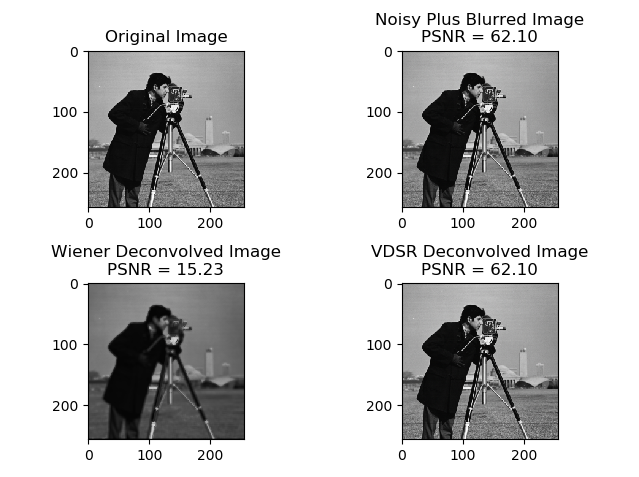 Original Image
0
100
200
0 100 200
Noisy Plus Blurred Image
PSNR = 62.10
0
100
200
0 100 200
Wiener Deconvolved Image
PSNR = 15.23
0
100
200
0 100 200
VDSR Deconvolved Image
PSNR = 62.10
0
100
200
0 100 200